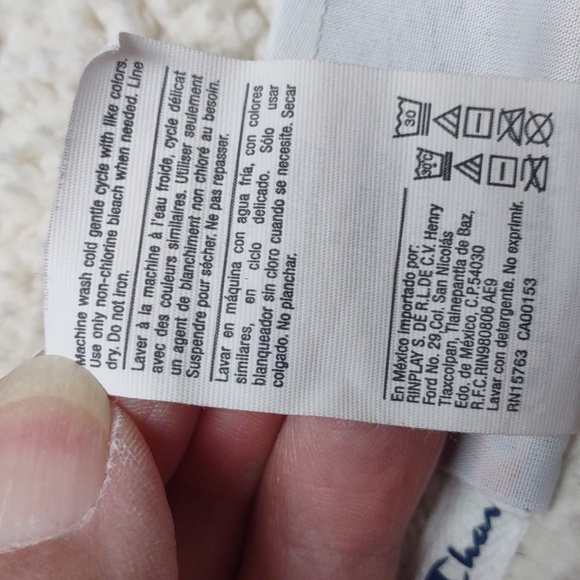 Machine wash cold gentle cycle with like colors.
Use only non-chlorine bleach when needed. Line
dry. Do not Iron.
Laver à la machine à l'eau froide, cycle délicat
avec des couleurs similaires. Utiliser seulement
un agent de blanchiment non chloré au besoin.
Suspendre pour sécher. Ne pas repasser.
Lavar en máquina con agua fría, con colores
similares, en ciclo delicado. Sólo usar
blanqueador sin cloro cuando se necesite. Secar
colgado. No planchar.
30
30°C
En México importado por:
RINPLAY S. DE R.L.DE C.V. Henry
Ford No. 29,Col. San Nicolás
Tlaxcolpan, Tlalnepantla de Baz,
Edo. de México, C.P.54030
R.F.C.RIN980806 AE9
Lavar con detergente. No exprimir.
RN15763 CA00153